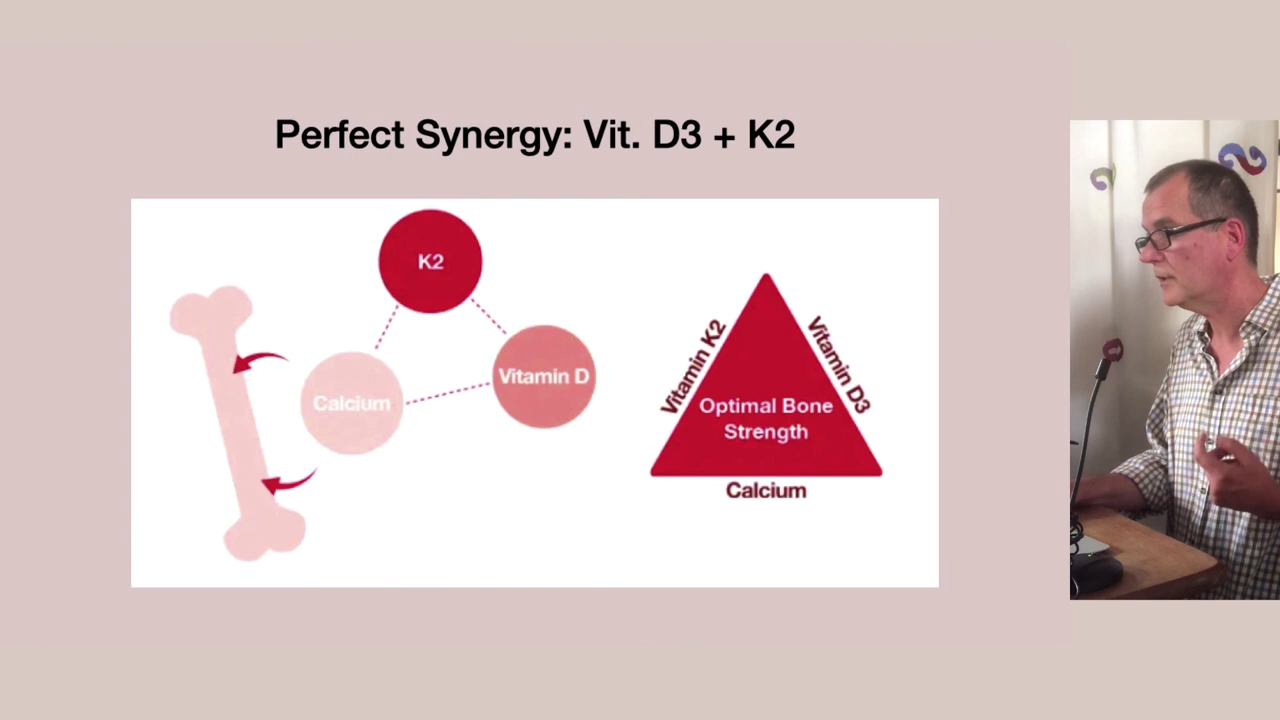 Perfect Synergy: Vit. D3 + K2
K2
Vitamin D
Calcium
Vitamin K2
Vitamin D3
Optimal Bone
Strength
Calcium